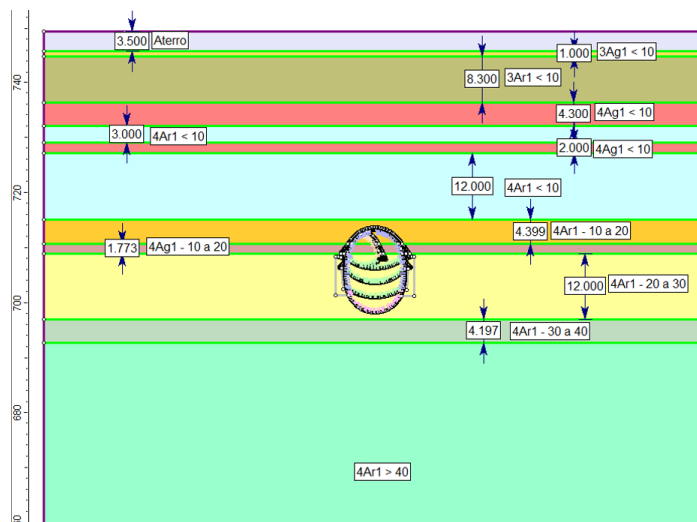 3.500 Aterro
1.000 3Ag1 < 10
740
8.300 3Ar1 < 10
4.300 4Ag1 < 10
3.000 4Ar1 < 10
2.000 4Ag1 < 10
12.000 4Ar1 < 10
720
4.399 4Ar1 - 10 a 20
1.773 4Ag1 - 10 a 20
12.000 4Ar1 - 20 a 30
700
4.197 4Ar1 - 30 a 40
680
4Ar1 > 40